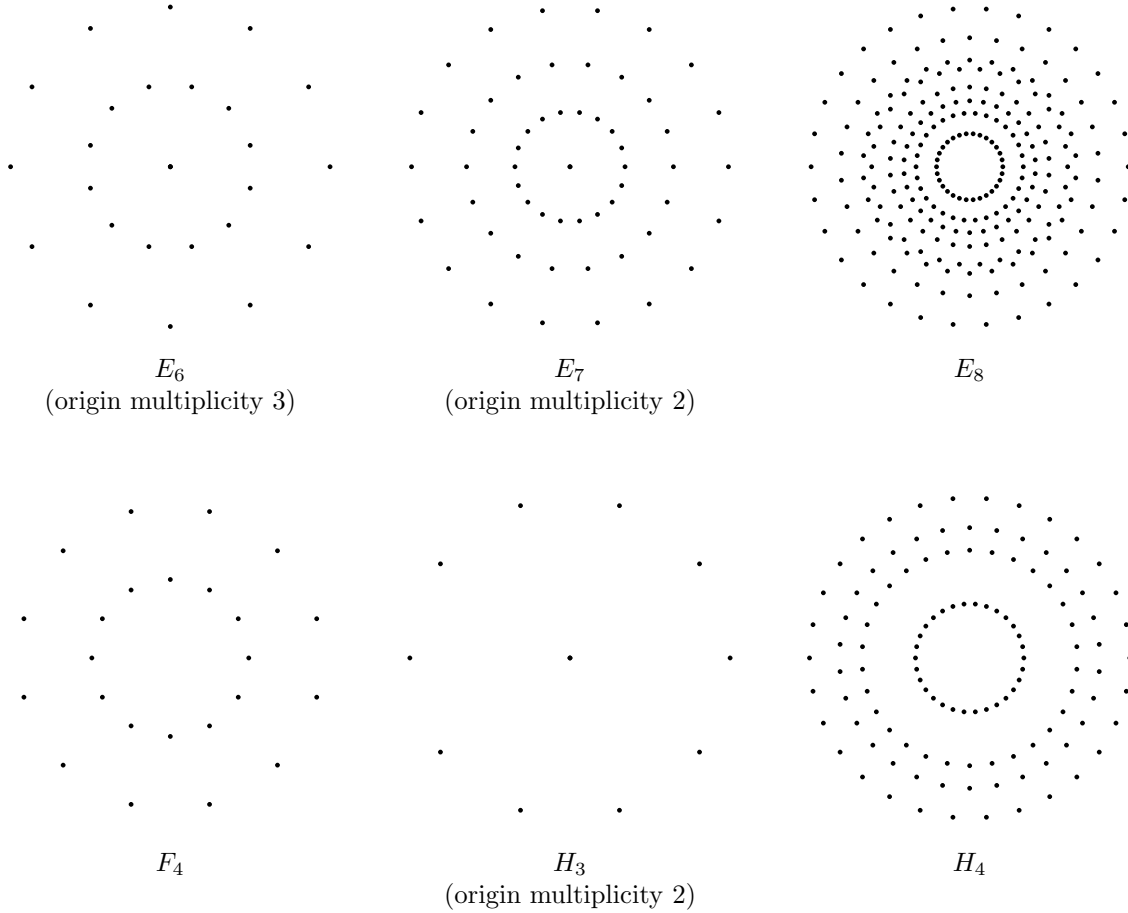 E₆
(origin multiplicity 3)
E₇
(origin multiplicity 2)
E₈
F₄
H₃
(origin multiplicity 2)
H₄